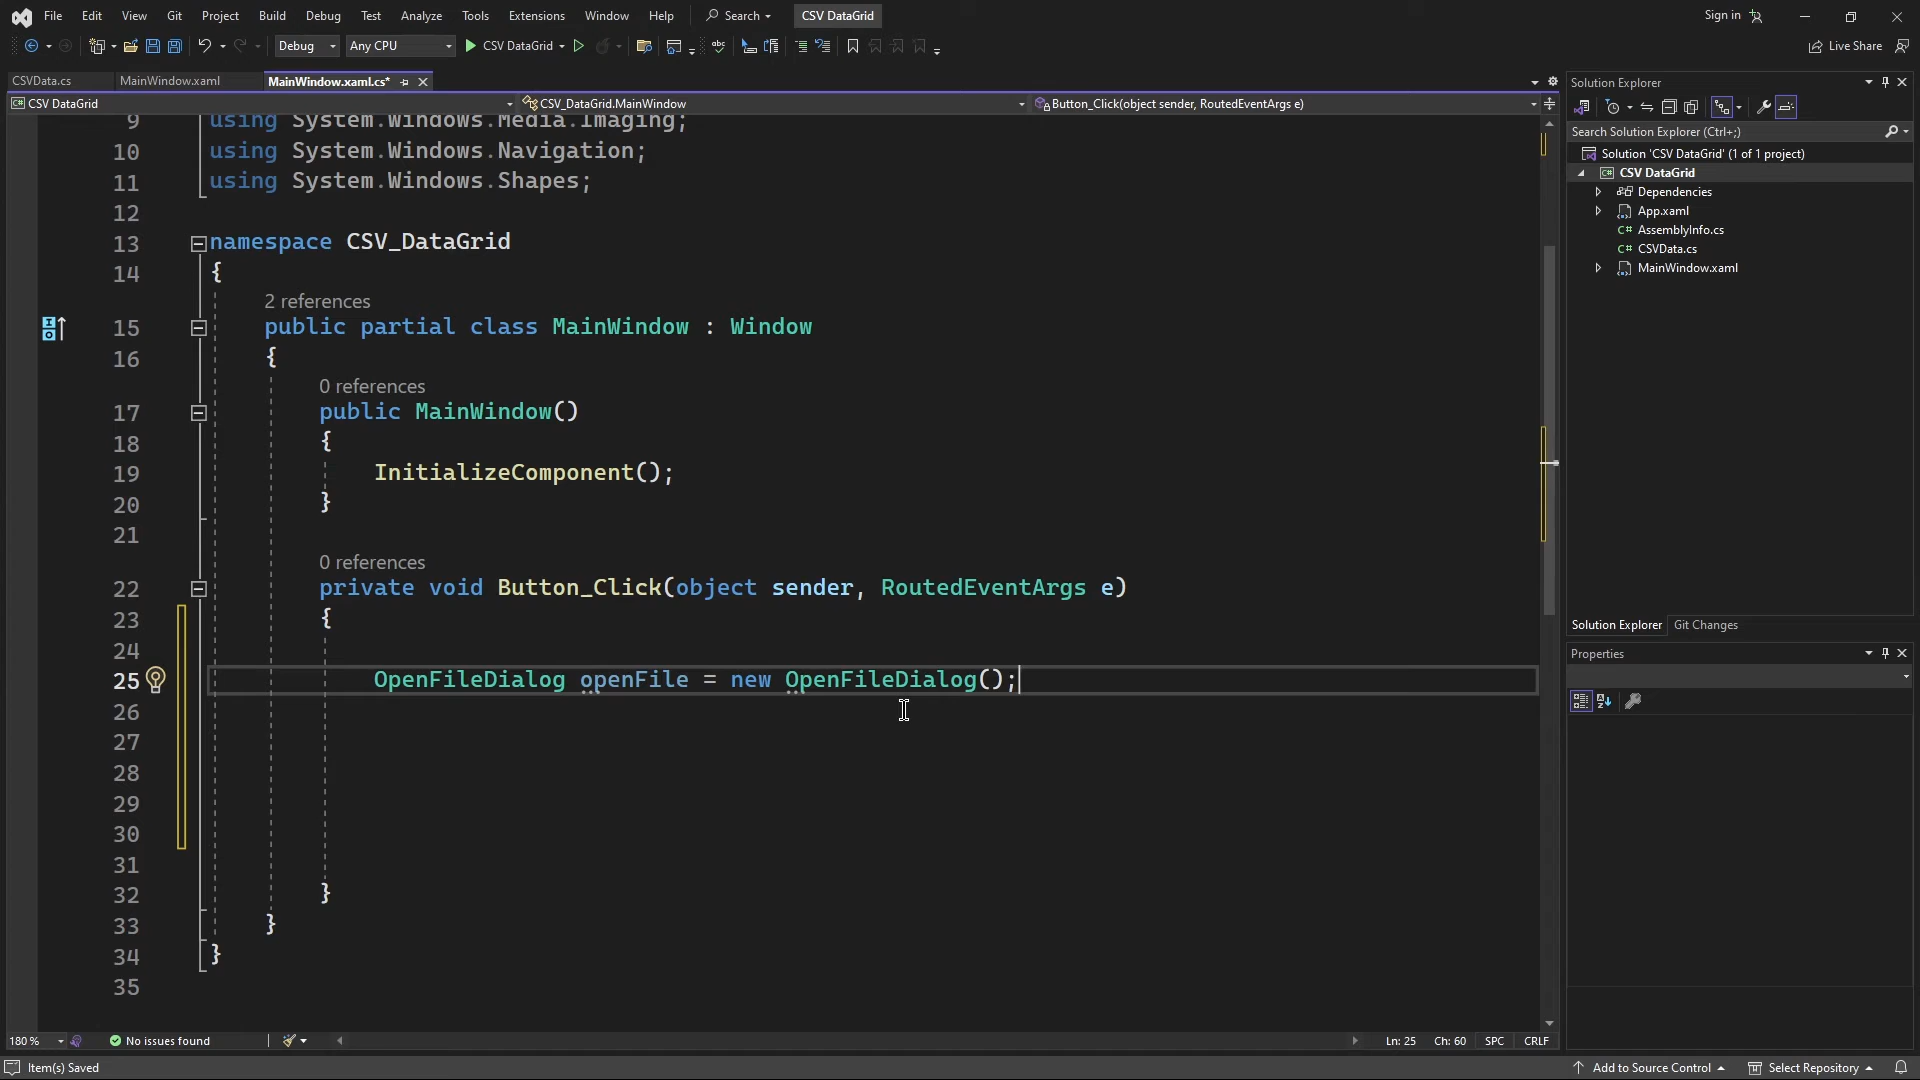 File Edit View Git Project Build Debug Test Analyze Tools Extensions Window Help Search CSV DataGrid Sign in
Debug Any CPU CSV DataGrid Live Share
CSVData.cs MainWindow.xaml MainWindow.xaml.cs*
CSV DataGrid CSV_DataGrid.MainWindow Button_Click(object sender, RoutedEventArgs e)
9 using System.Windows.Media.Imaging;
10 using System.Windows.Navigation;
11 using System.Windows.Shapes;
12
13 namespace CSV_DataGrid
14 {
2 references
15 public partial class MainWindow : Window
16 {
0 references
17 public MainWindow()
18 {
19 InitializeComponent();
20 }
21
0 references
22 private void Button_Click(object sender, RoutedEventArgs e)
23 {
24
25 OpenFileDialog openFile = new OpenFileDialog();
26
27
28
29
30
31
32 }
33 }
34 }
35
180 % No issues found Ln: 25 Ch: 60 SPC CRLF
Item(s) Saved Add to Source Control Select Repository
Solution Explorer
Search Solution Explorer (Ctrl+;)
Solution 'CSV DataGrid' (1 of 1 project)
CSV DataGrid
Dependencies
App.xaml
C# AssemblyInfo.cs
C# CSVData.cs
MainWindow.xaml
Solution Explorer Git Changes
Properties